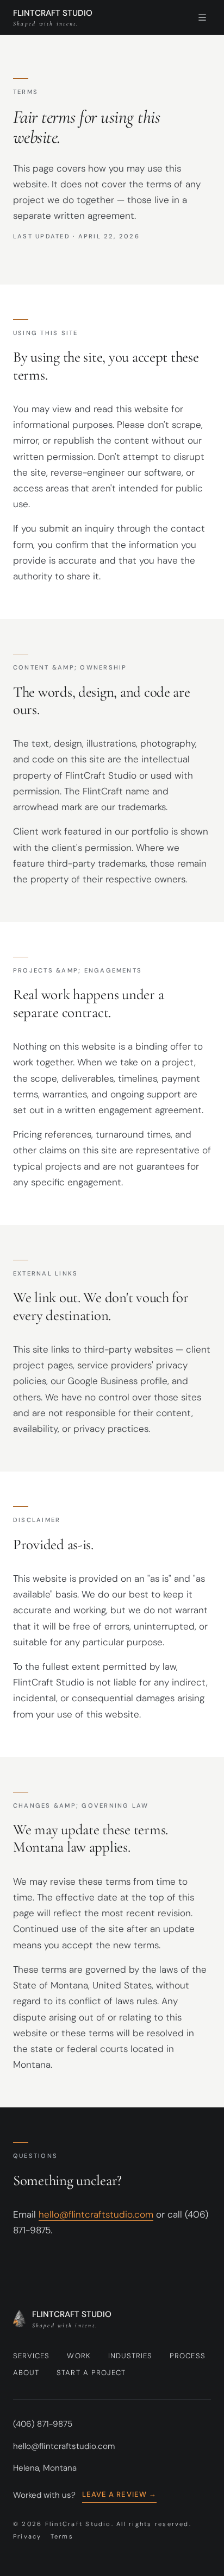 FLINTCRAFT STUDIO
Shaped with intent.
TERMS
Fair terms for using this
website.
This page covers how you may use this
website. It does not cover the terms of any
project we do together — those live in a
separate written agreement.
LAST UPDATED · APRIL 22, 2026
USING THIS SITE
By using the site, you accept these
terms.
You may view and read this website for
informational purposes. Please don't scrape,
mirror, or republish the content without our
written permission. Don't attempt to disrupt
the site, reverse-engineer our software, or
access areas that aren't intended for public
use.
If you submit an inquiry through the contact
form, you confirm that the information you
provide is accurate and that you have the
authority to share it.
CONTENT &AMP; OWNERSHIP
The words, design, and code are
ours.
The text, design, illustrations, photography,
and code on this site are the intellectual
property of FlintCraft Studio or used with
permission. The FlintCraft name and
arrowhead mark are our trademarks.
Client work featured in our portfolio is shown
with the client's permission. Where we
feature third-party trademarks, those remain
the property of their respective owners.
PROJECTS &AMP; ENGAGEMENTS
Real work happens under a
separate contract.
Nothing on this website is a binding offer to
work together. When we take on a project,
the scope, deliverables, timelines, payment
terms, warranties, and ongoing support are
set out in a written engagement agreement.
Pricing references, turnaround times, and
other claims on this site are representative of
typical projects and are not guarantees for
any specific engagement.
EXTERNAL LINKS
We link out. We don't vouch for
every destination.
This site links to third-party websites — client
project pages, service providers' privacy
policies, our Google Business profile, and
others. We have no control over those sites
and are not responsible for their content,
availability, or privacy practices.
DISCLAIMER
Provided as-is.
This website is provided on an "as is" and "as
available" basis. We do our best to keep it
accurate and working, but we do not warrant
that it will be free of errors, uninterrupted, or
suitable for any particular purpose.
To the fullest extent permitted by law,
FlintCraft Studio is not liable for any indirect,
incidental, or consequential damages arising
from your use of this website.
CHANGES &AMP; GOVERNING LAW
We may update these terms.
Montana law applies.
We may revise these terms from time to
time. The effective date at the top of this
page will reflect the most recent revision.
Continued use of the site after an update
means you accept the new terms.
These terms are governed by the laws of the
State of Montana, United States, without
regard to its conflict of laws rules. Any
dispute arising out of or relating to this
website or these terms will be resolved in
the state or federal courts located in
Montana.
QUESTIONS
Something unclear?
Email hello@flintcraftstudio.com or call (406)
871-9875.
FLINTCRAFT STUDIO
Shaped with intent.
SERVICES WORK INDUSTRIES PROCESS
ABOUT START A PROJECT
(406) 871-9875
hello@flintcraftstudio.com
Helena, Montana
Worked with us? LEAVE A REVIEW →
© 2026 FlintCraft Studio. All rights reserved.
Privacy Terms